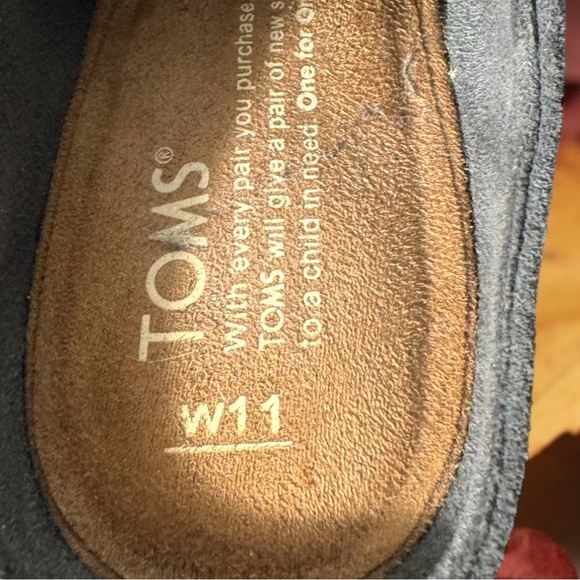 TOMS®
With every pair you purchase
TOMS will give a pair of new s
to a child in need. One for On
W11